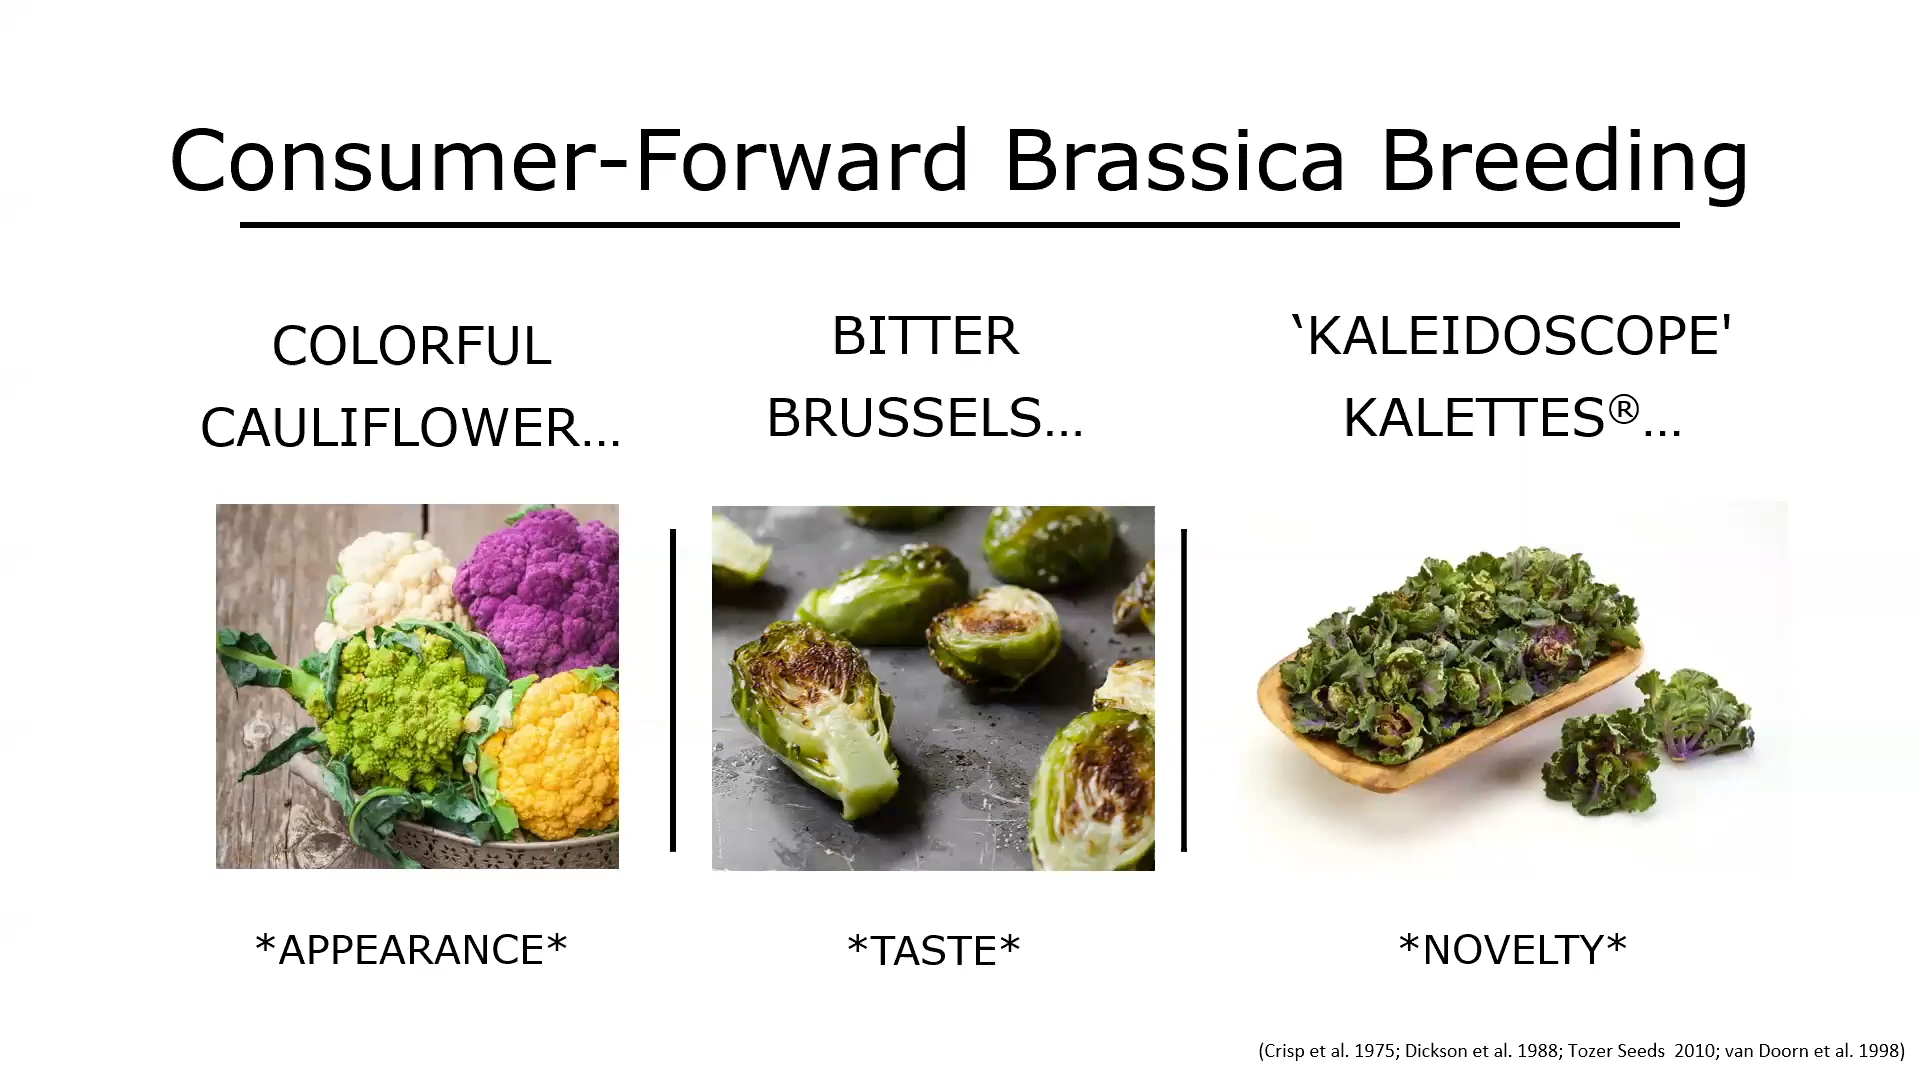 Consumer-Forward Brassica Breeding
COLORFUL
CAULIFLOWER…
BITTER
BRUSSELS…
‘KALEIDOSCOPE'
KALETTES®…
*APPEARANCE*
*TASTE*
*NOVELTY*
(Crisp et al. 1975; Dickson et al. 1988; Tozer Seeds  2010; van Doorn et al. 1998)